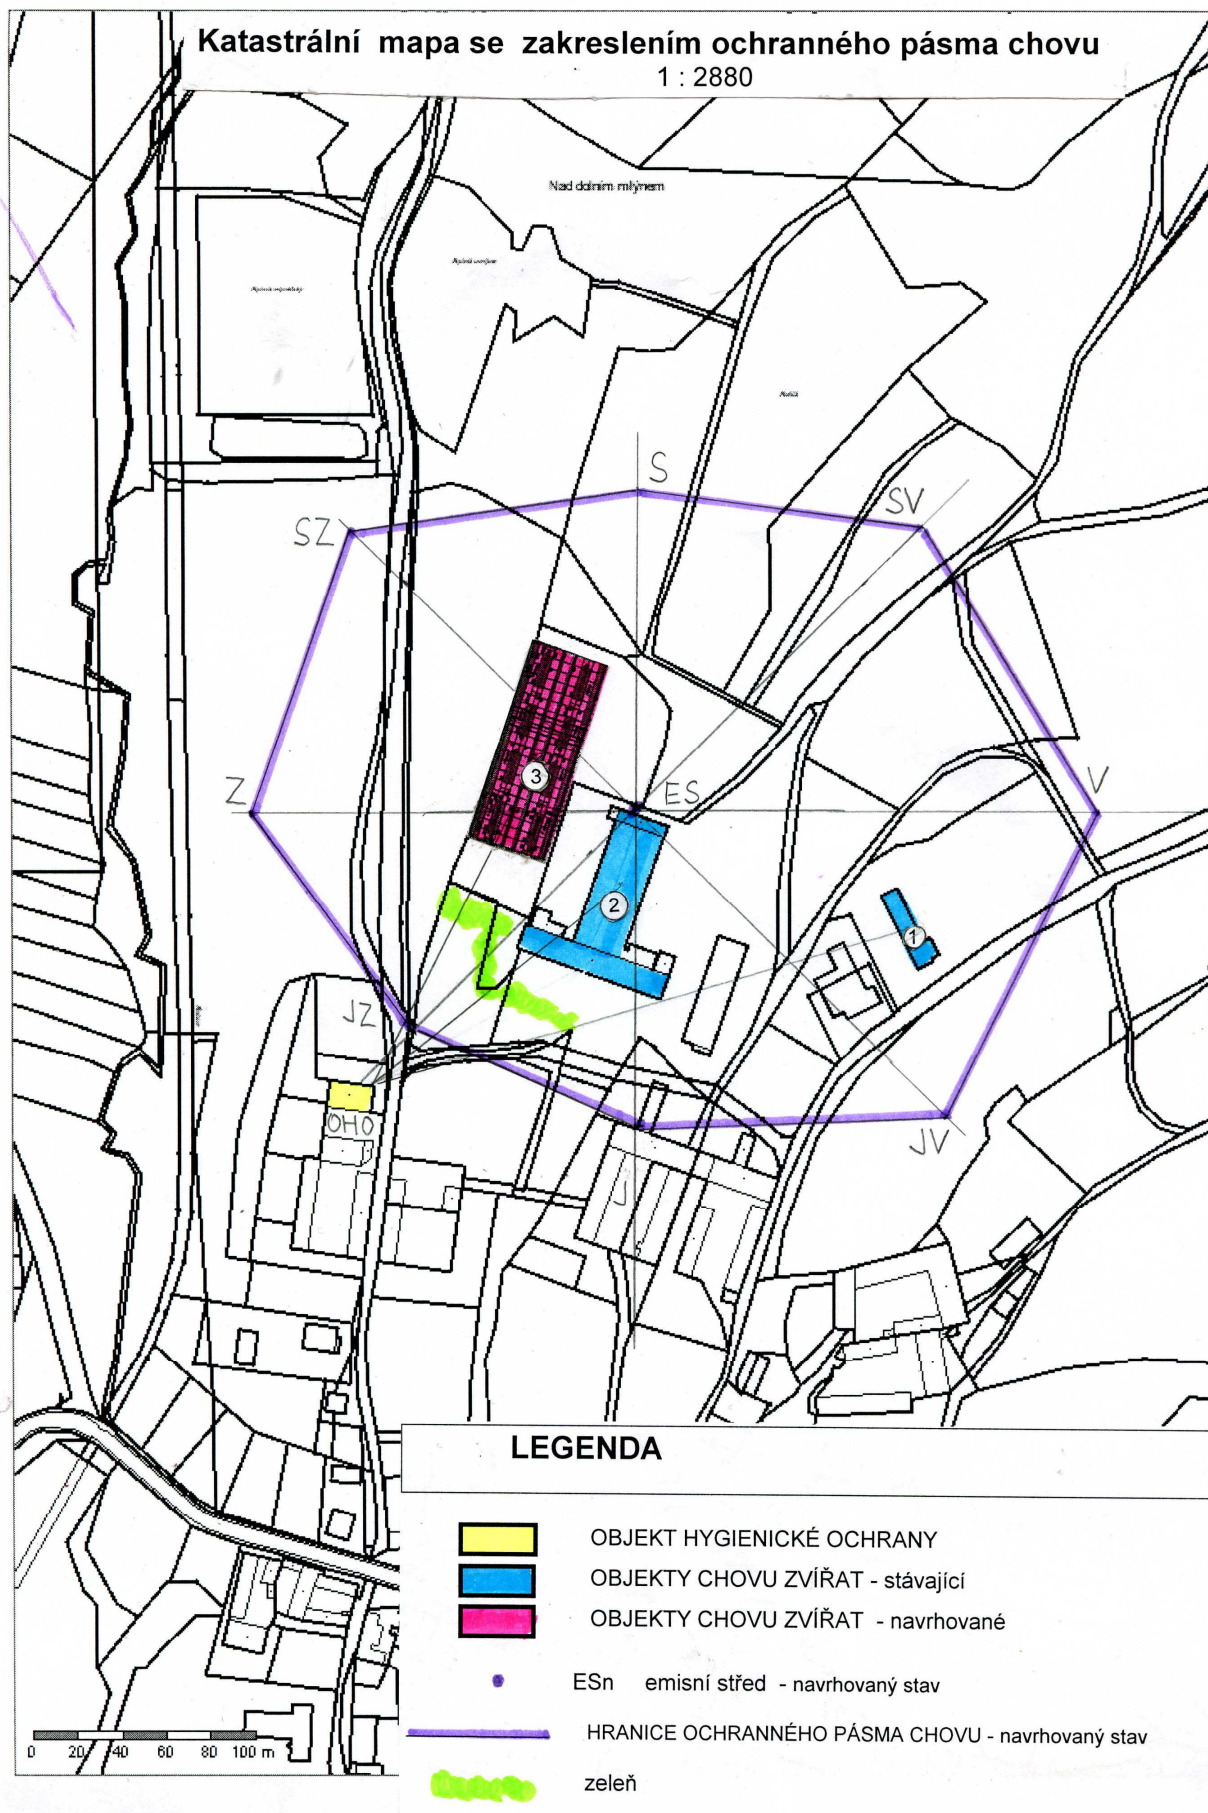 Katastrální mapa se zakreslením ochranného pásma chovu
1 : 2880
Nad dolním mlýnem
S
SV
SZ
3
Z
ES
V
2
1
JZ
OHO
JV
J
LEGENDA
OBJEKT HYGIENICKÉ OCHRANY
OBJEKTY CHOVU ZVÍŘAT - stávající
OBJEKTY CHOVU ZVÍŘAT - navrhované
ESn emisní střed - navrhovaný stav
HRANICE OCHRANNÉHO PÁSMA CHOVU - navrhovaný stav
0 20 40 60 80 100 m
zeleň